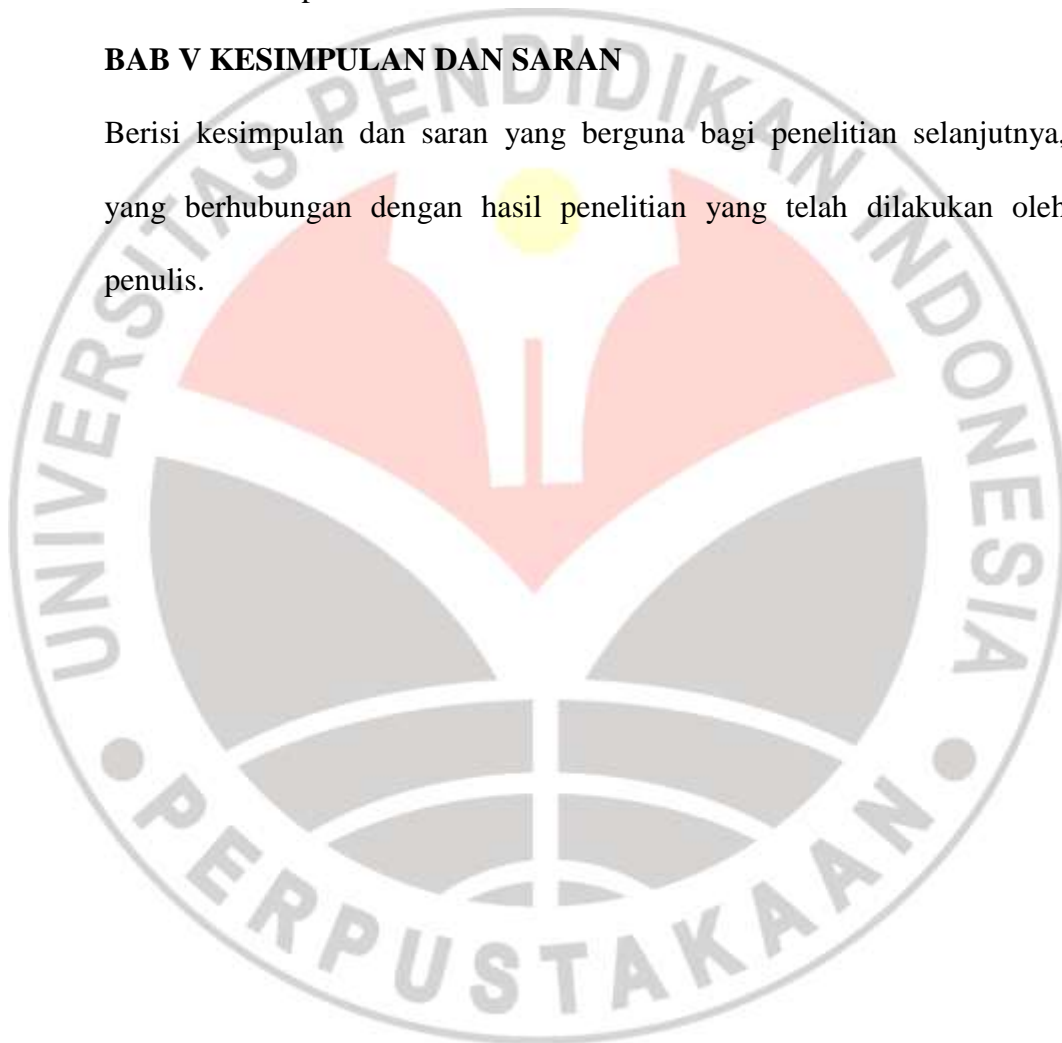 BAB V KESIMPULAN DAN SARAN
Berisi kesimpulan dan saran yang berguna bagi penelitian selanjutnya,
yang berhubungan dengan hasil penelitian yang telah dilakukan oleh
penulis.
UNIVERSITAS PENDIDIKAN INDONESIA
PERPUSTAKAAN